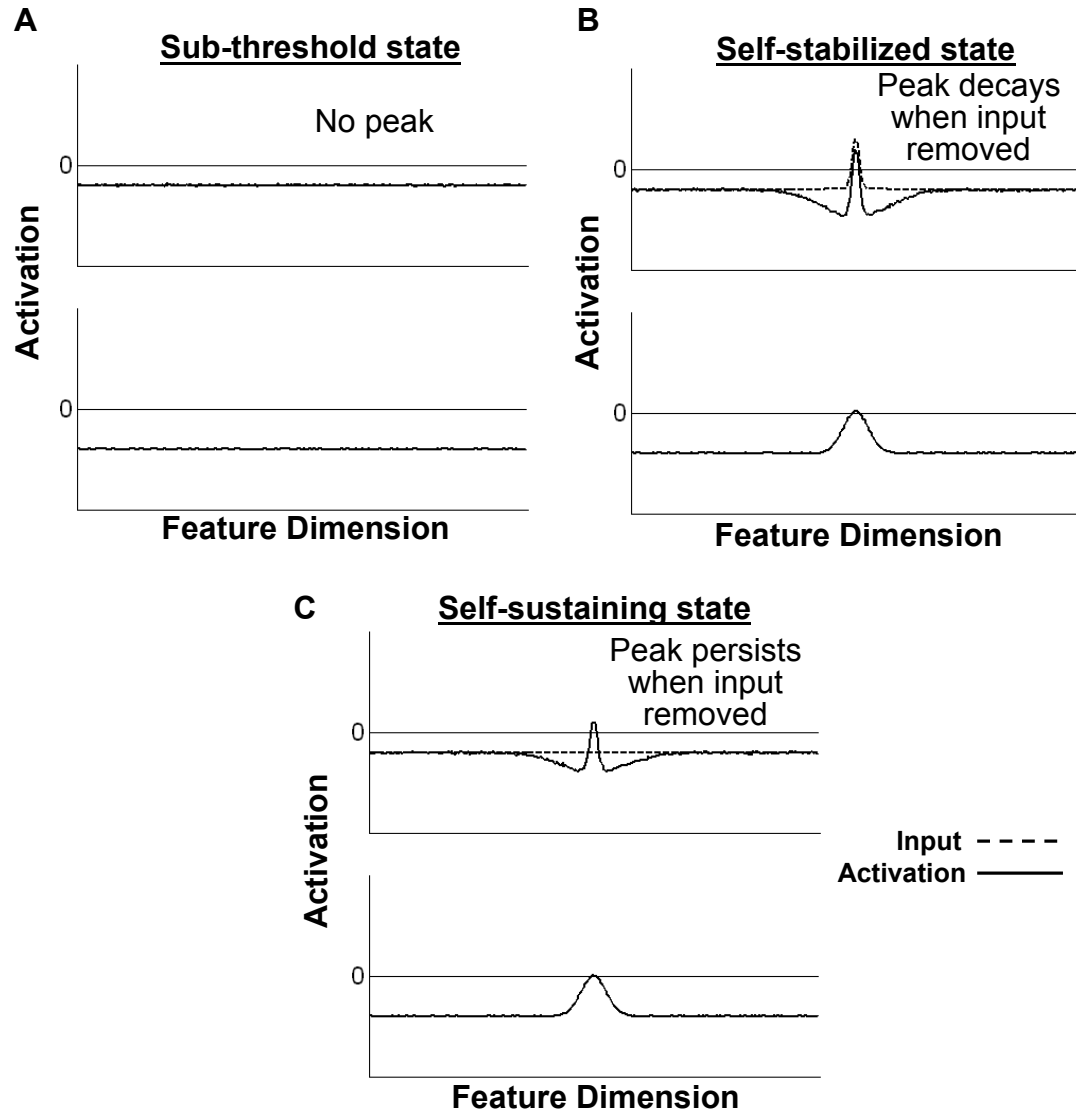 A
Sub-threshold state
No peak
0
Activation
0
Feature Dimension
B
Self-stabilized state
Peak decays
when input
removed
0
Activation
0
Feature Dimension
C
Self-sustaining state
Peak persists
when input
removed
0
Activation
0
Feature Dimension
Input
Activation